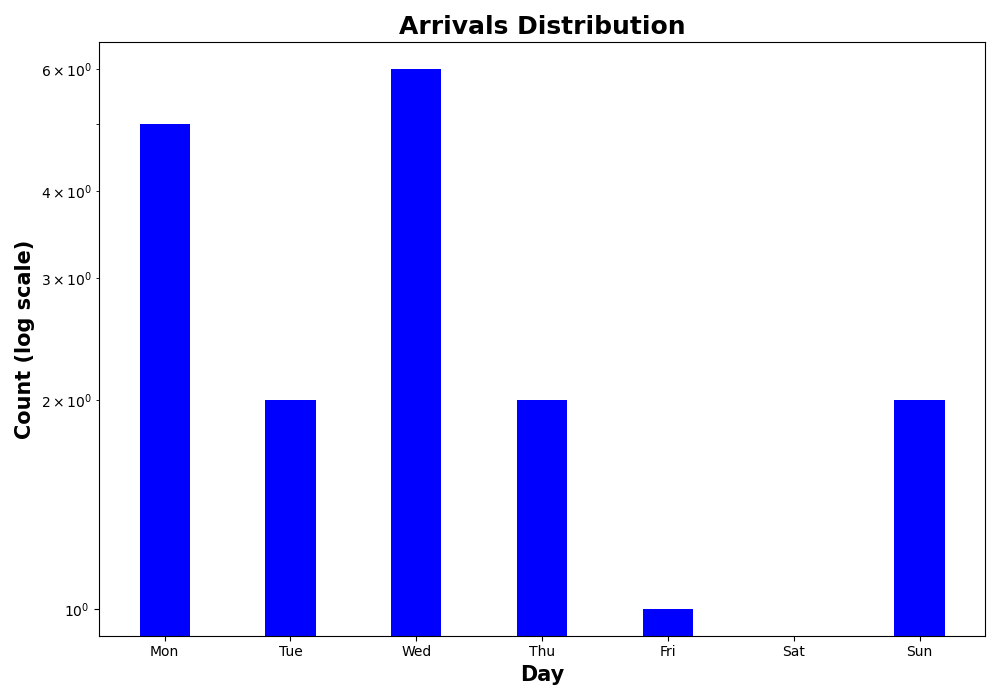 Arrivals Distribution
6 × 10⁰
4 × 10⁰
3 × 10⁰
2 × 10⁰
10⁰
Count (log scale)
Mon Tue Wed Thu Fri Sat Sun
Day